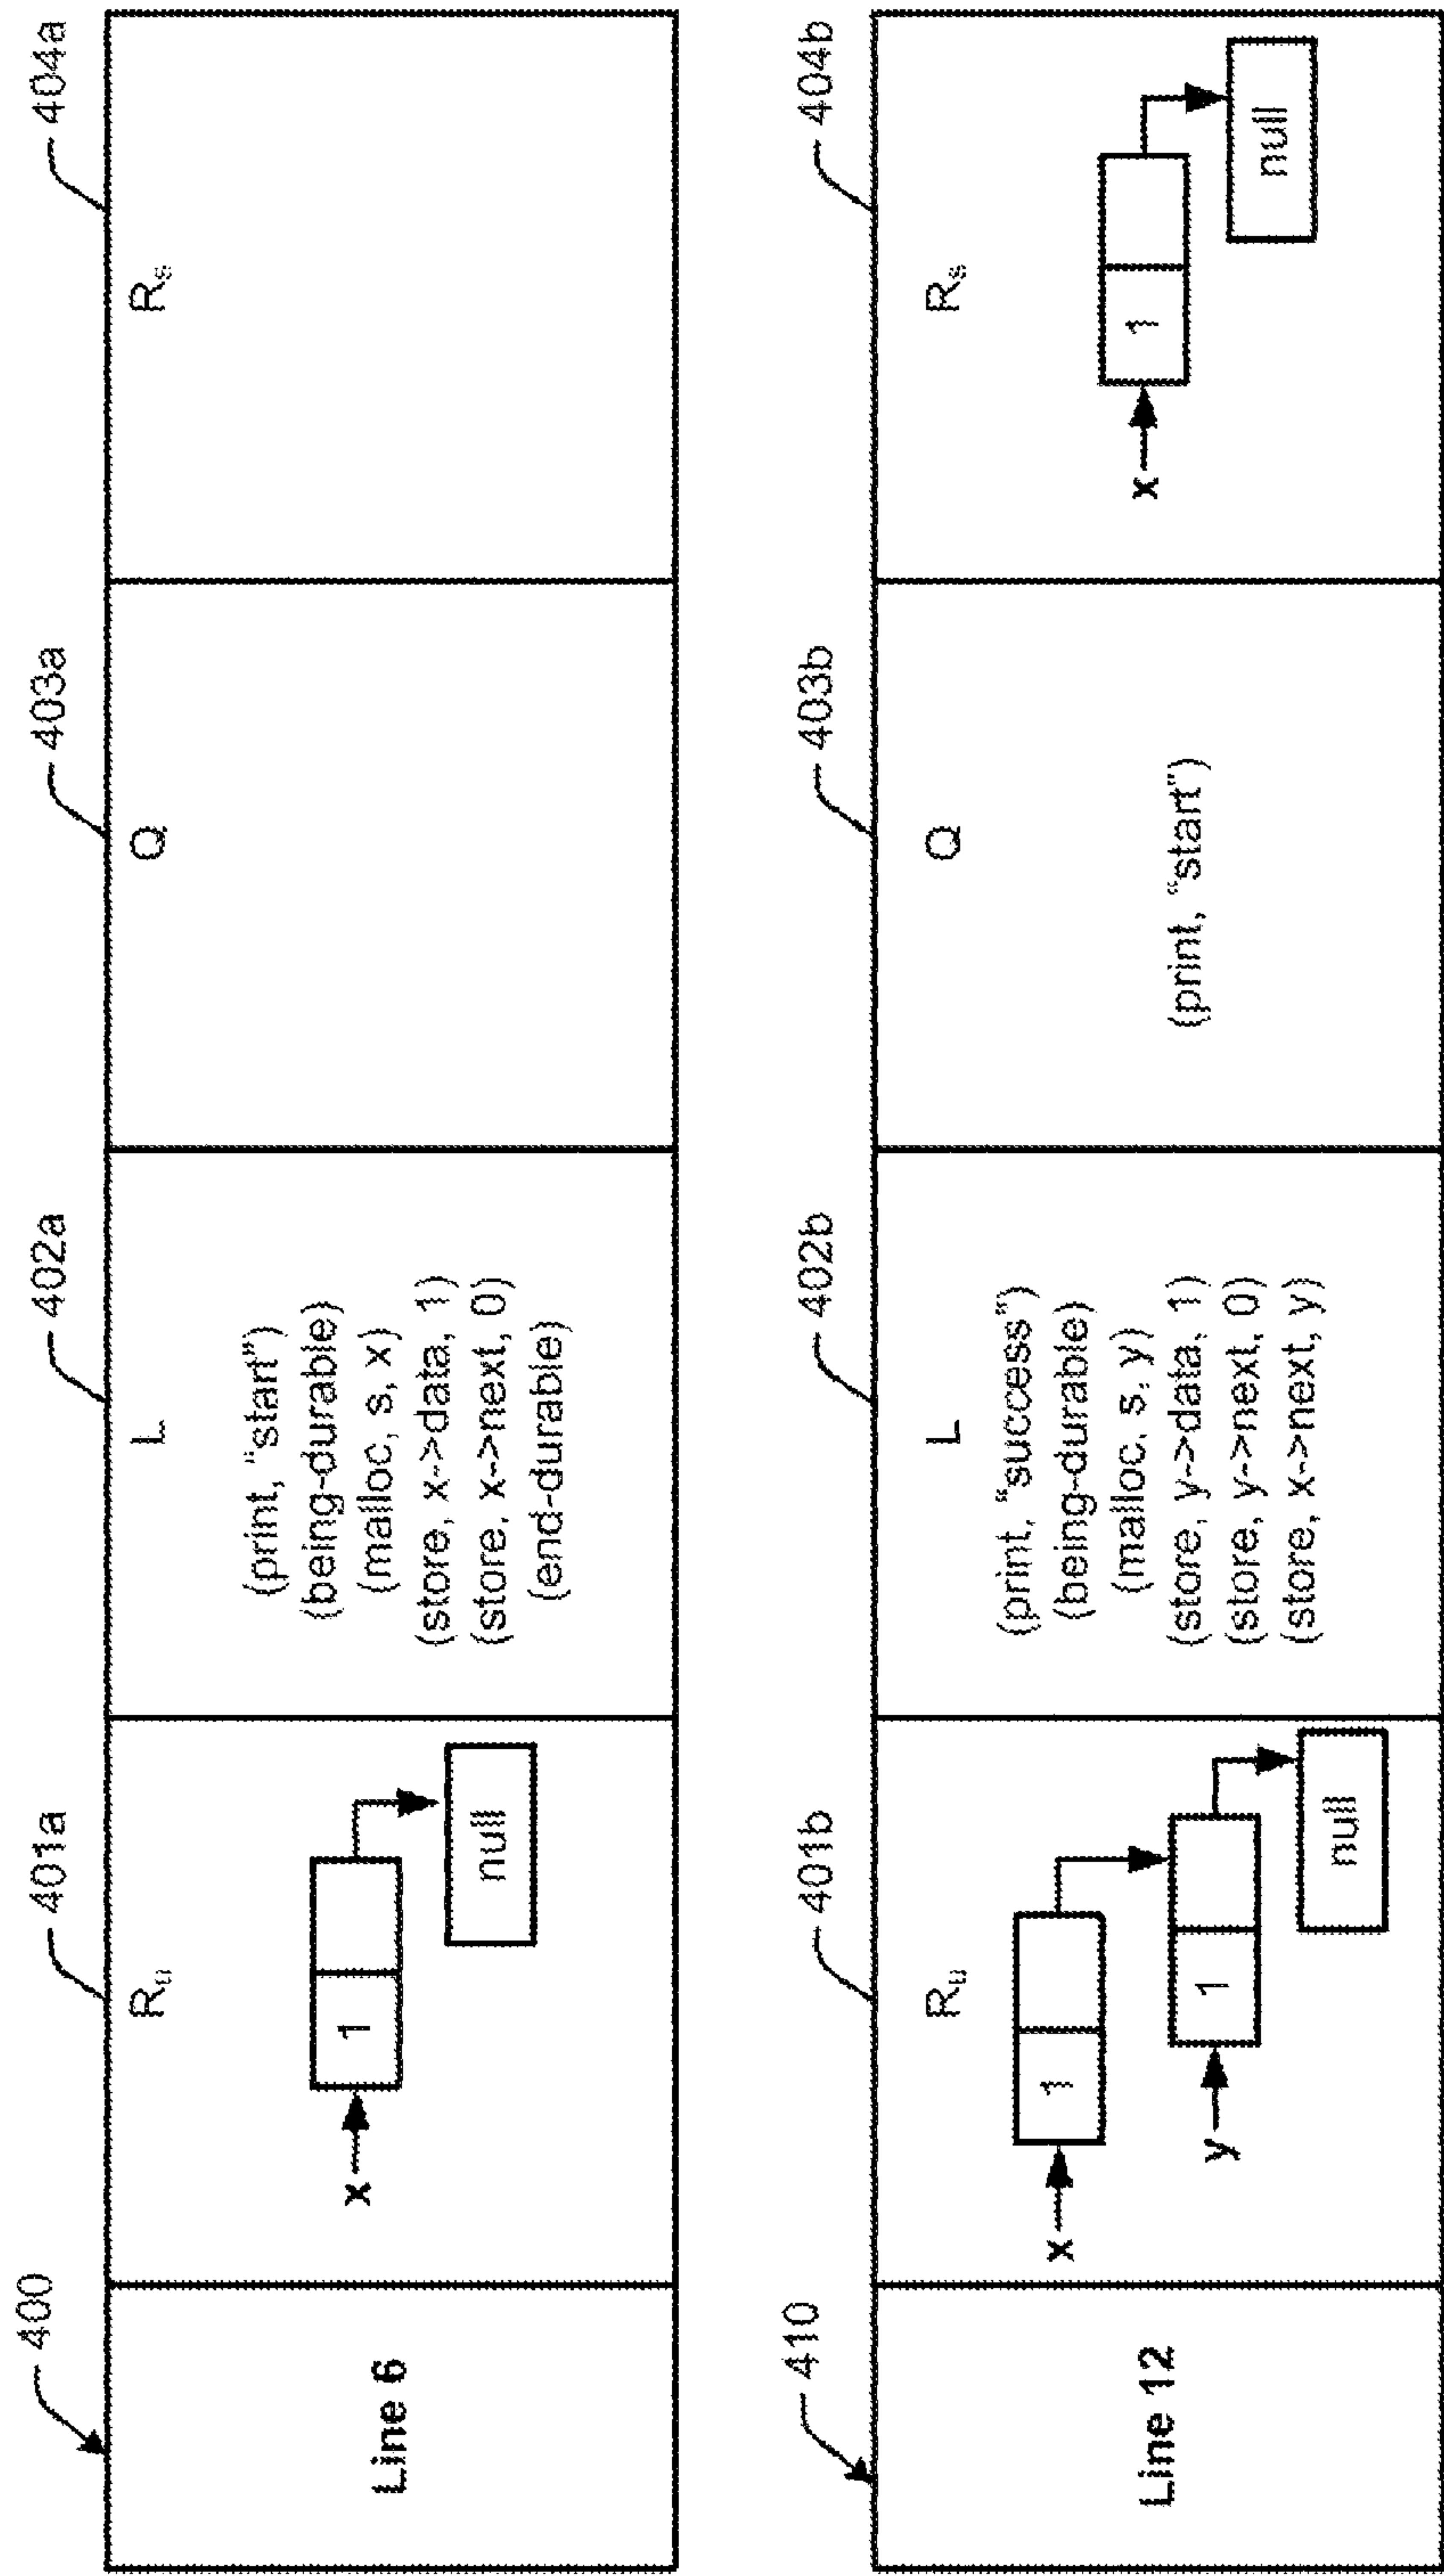 400
401a
402a
403a
404a
Line 6
Ru
x
1
null
L
(print, "start")
(being-durable)
(malloc, s, x)
(store, x->data, 1)
(store, x->next, 0)
(end-durable)
Q
Rs
410
401b
402b
403b
404b
Line 12
Ru
x
1
y
1
null
L
(print, "success")
(being-durable)
(malloc, s, y)
(store, y->data, 1)
(store, y->next, 0)
(store, x->next, y)
Q
(print, "start")
Rs
x
1
null